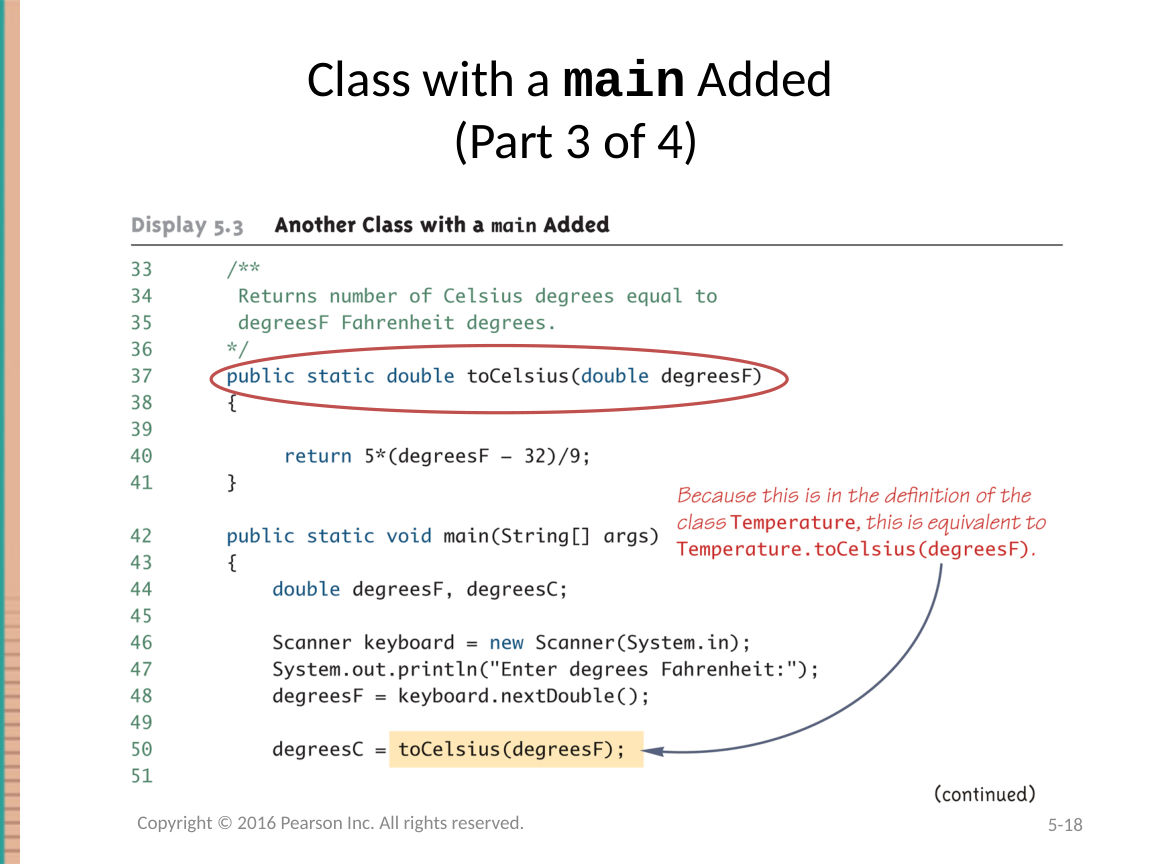 Class with a main Added
(Part 3 of 4)
Display 5.3 Another Class with a main Added
33 /**
34 Returns number of Celsius degrees equal to
35 degreesF Fahrenheit degrees.
36 */
37 public static double toCelsius(double degreesF)
38 {
39
40 return 5*(degreesF – 32)/9;
41 }
Because this is in the definition of the
class Temperature, this is equivalent to
Temperature.toCelsius(degreesF).
42 public static void main(String[] args)
43 {
44 double degreesF, degreesC;
45
46 Scanner keyboard = new Scanner(System.in);
47 System.out.println("Enter degrees Fahrenheit:");
48 degreesF = keyboard.nextDouble();
49
50 degreesC = toCelsius(degreesF);
51
(continued)
Copyright © 2016 Pearson Inc. All rights reserved.
5-18